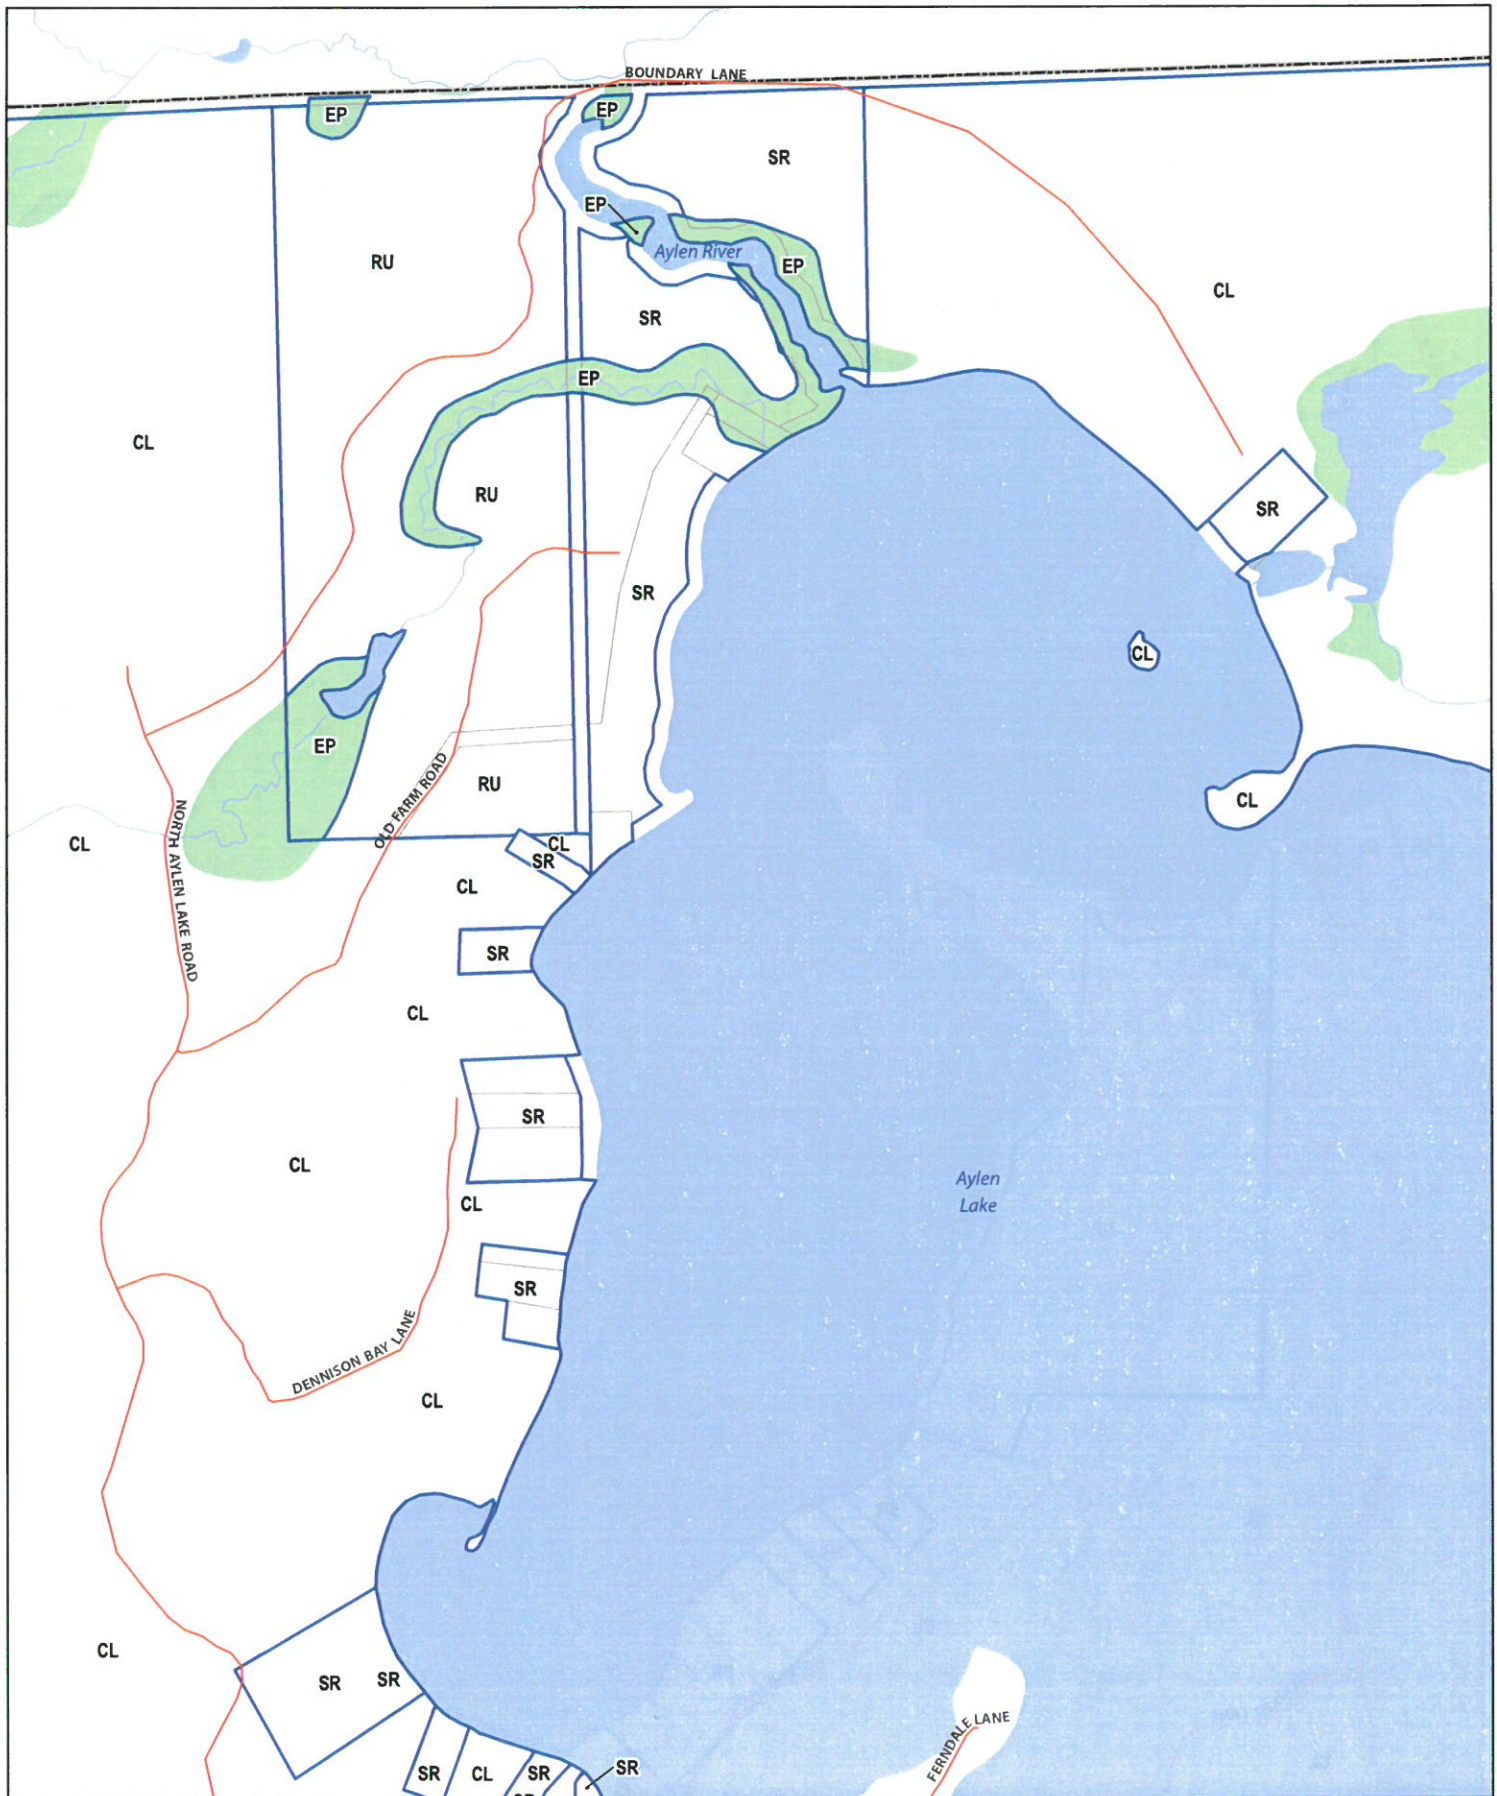 BOUNDARY LANE
EP
EP
SR
EP
Aylen River
RU
EP
CL
SR
EP
CL
RU
SR
SR
CL
EP
RU
OLD FARM ROAD
NORTH AYLEN LAKE ROAD
CL
CL
CL
SR
CL
SR
CL
SR
CL
CL
Aylen
Lake
SR
DENNISON BAY LANE
CL
CL
SR
SR
FERNDALE LANE
SR
CL
SR
SR